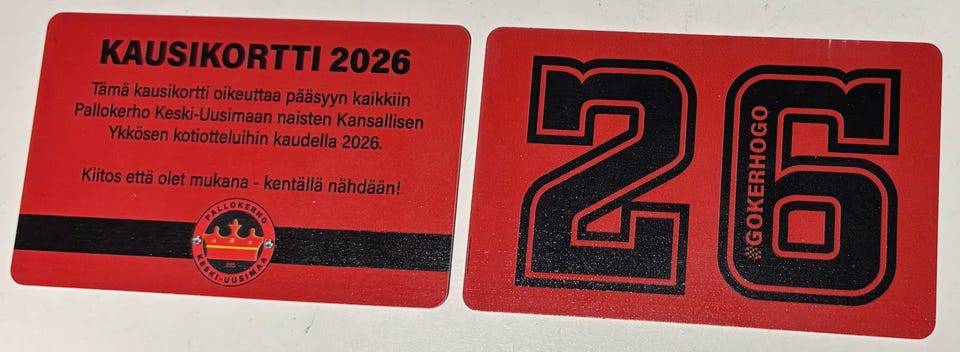 KAUSIKORTTI 2026
Tämä kausikortti oikeuttaa pääsyyn kaikkiin
Pallokerho Keski-Uusimaan naisten Kansallisen
Ykkösen kotiotteluihin kaudella 2026.
Kiitos että olet mukana - kentällä nähdään!
PALLOKERHO
KESKI-UUSIMAA
26
#GOKERHOGO